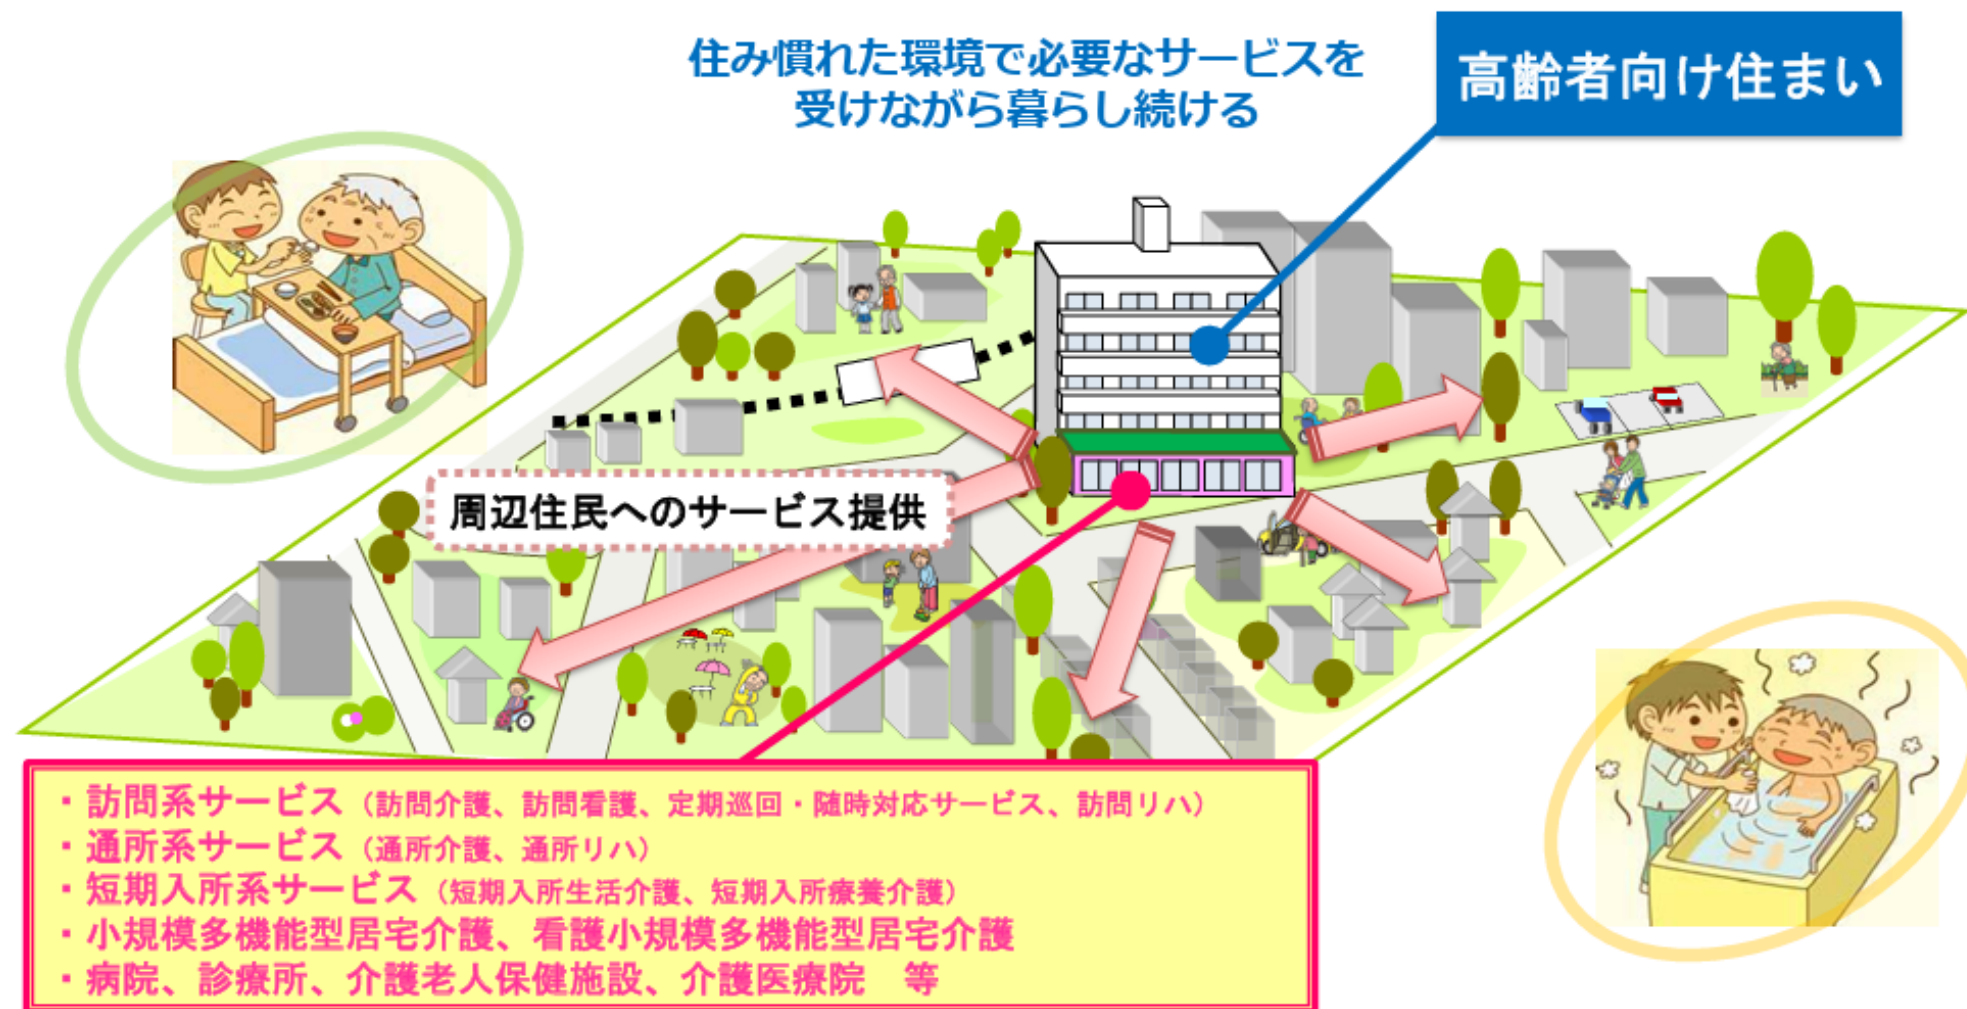 住み慣れた環境で必要なサービスを
受けながら暮らし続ける
高齢者向け住まい
周辺住民へのサービス提供
・訪問系サービス（訪問介護、訪問看護、定期巡回・随時対応サービス、訪問リハ）
・通所系サービス（通所介護、通所リハ）
・短期入所系サービス（短期入所生活介護、短期入所療養介護）
・小規模多機能型居宅介護、看護小規模多機能型居宅介護
・病院、診療所、介護老人保健施設、介護医療院　等